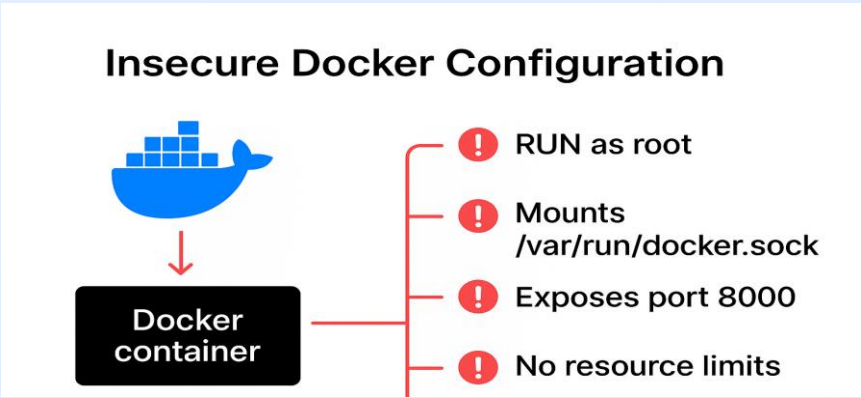 Insecure Docker Configuration
RUN as root
Mounts
/var/run/docker.sock
Exposes port 8000
No resource limits
Docker
container